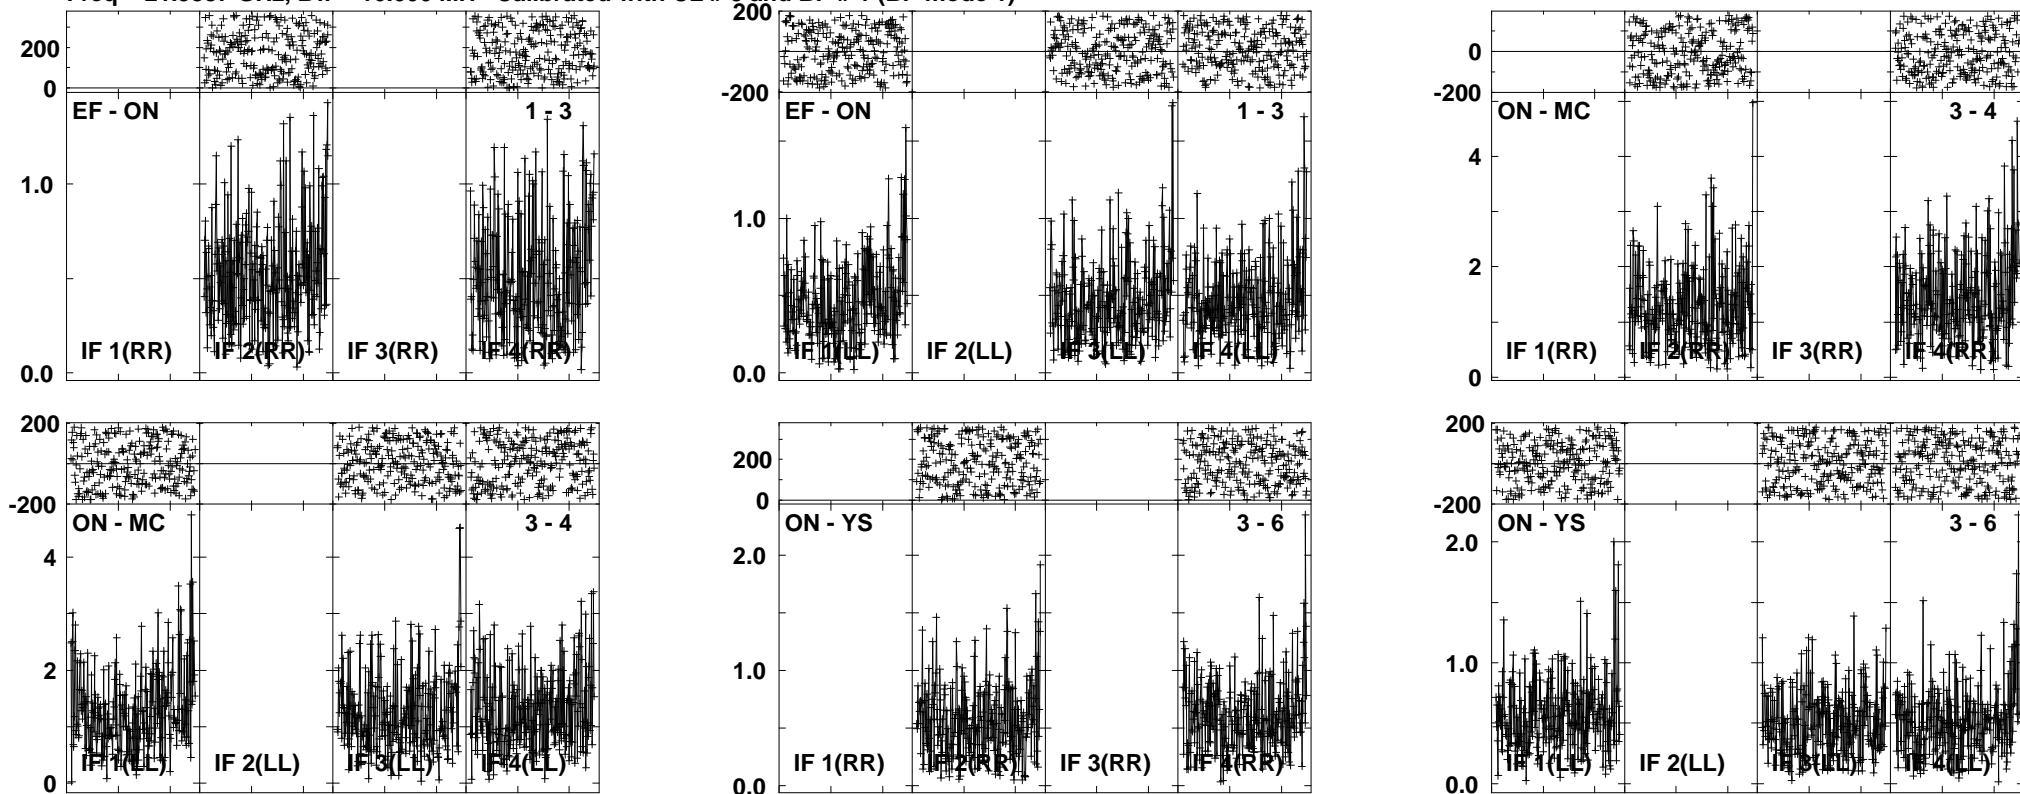 200
0
EF - ON
1 - 3
1.0
0.0
IF 1(RR)
IF 2(RR)
IF 3(RR)
IF 4(RR)
200
-200
EF - ON
1 - 3
1.0
0.0
IF 1(LL)
IF 2(LL)
IF 3(LL)
IF 4(LL)
0
-200
ON - MC
3 - 4
4
2
0
IF 1(RR)
IF 2(RR)
IF 3(RR)
IF 4(RR)
200
-200
ON - MC
3 - 4
4
2
0
IF 1(LL)
IF 2(LL)
IF 3(LL)
IF 4(LL)
200
0
ON - YS
3 - 6
2.0
1.0
0.0
IF 1(RR)
IF 2(RR)
IF 3(RR)
IF 4(RR)
200
-200
ON - YS
3 - 6
2.0
1.0
0.0
IF 1(LL)
IF 2(LL)
IF 3(LL)
IF 4(LL)